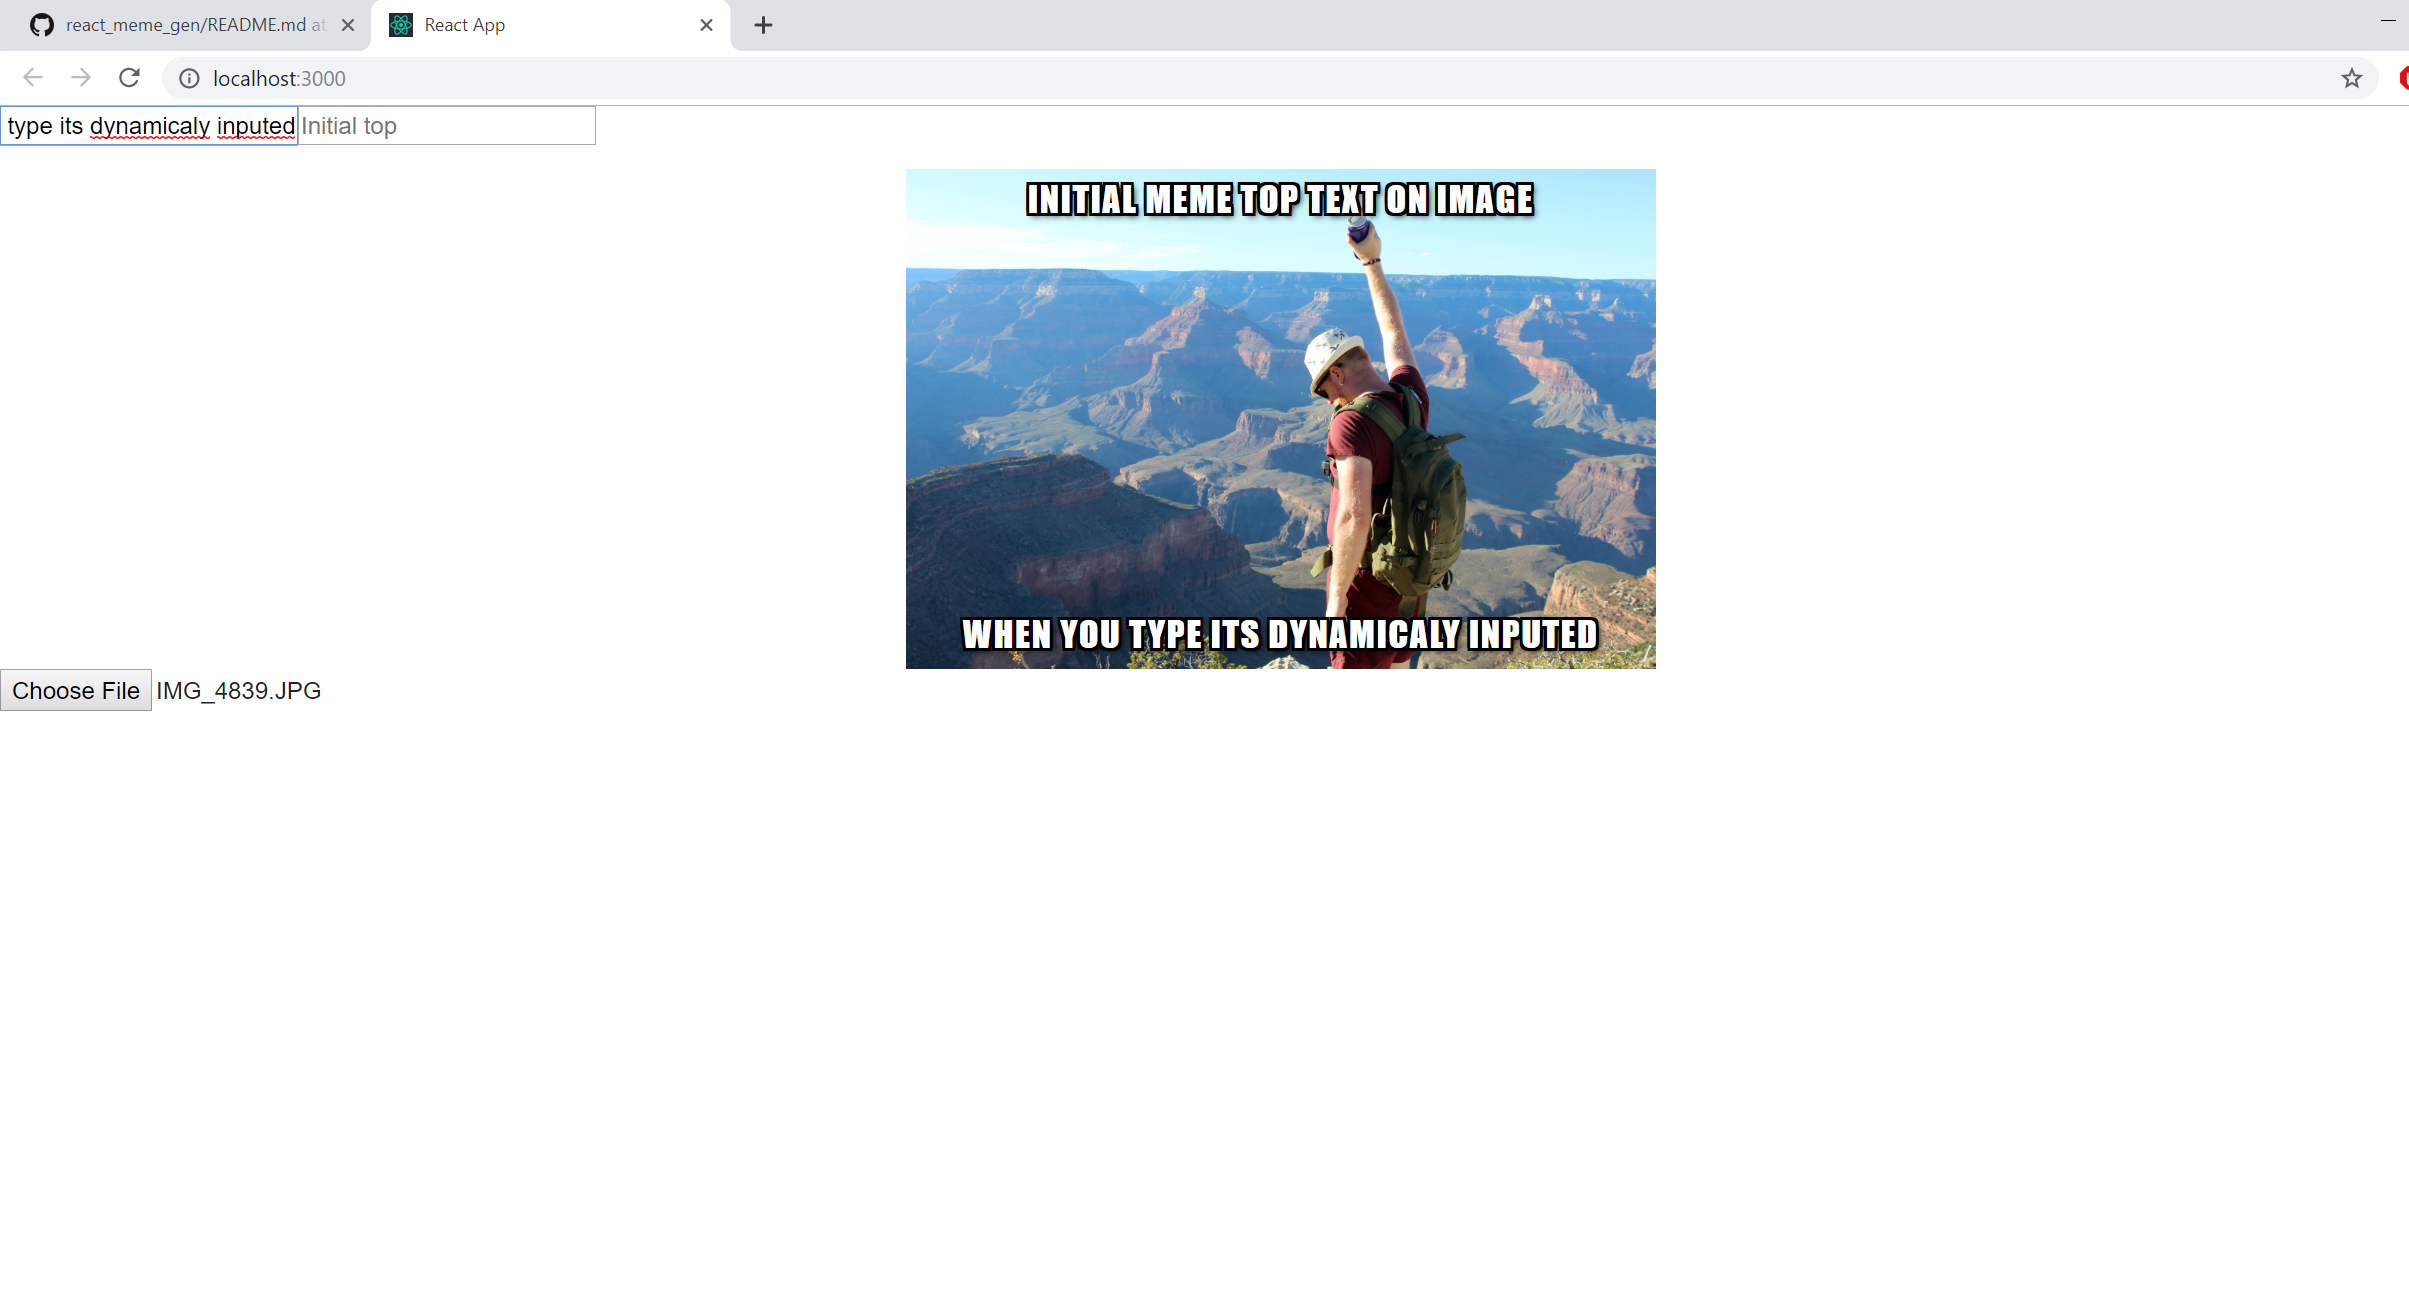 react_meme_gen/README.md at
React App
localhost:3000
type its dynamicaly inputed
Initial top
INITIAL MEME TOP TEXT ON IMAGE
WHEN YOU TYPE ITS DYNAMICALY INPUTED
Choose File IMG_4839.JPG